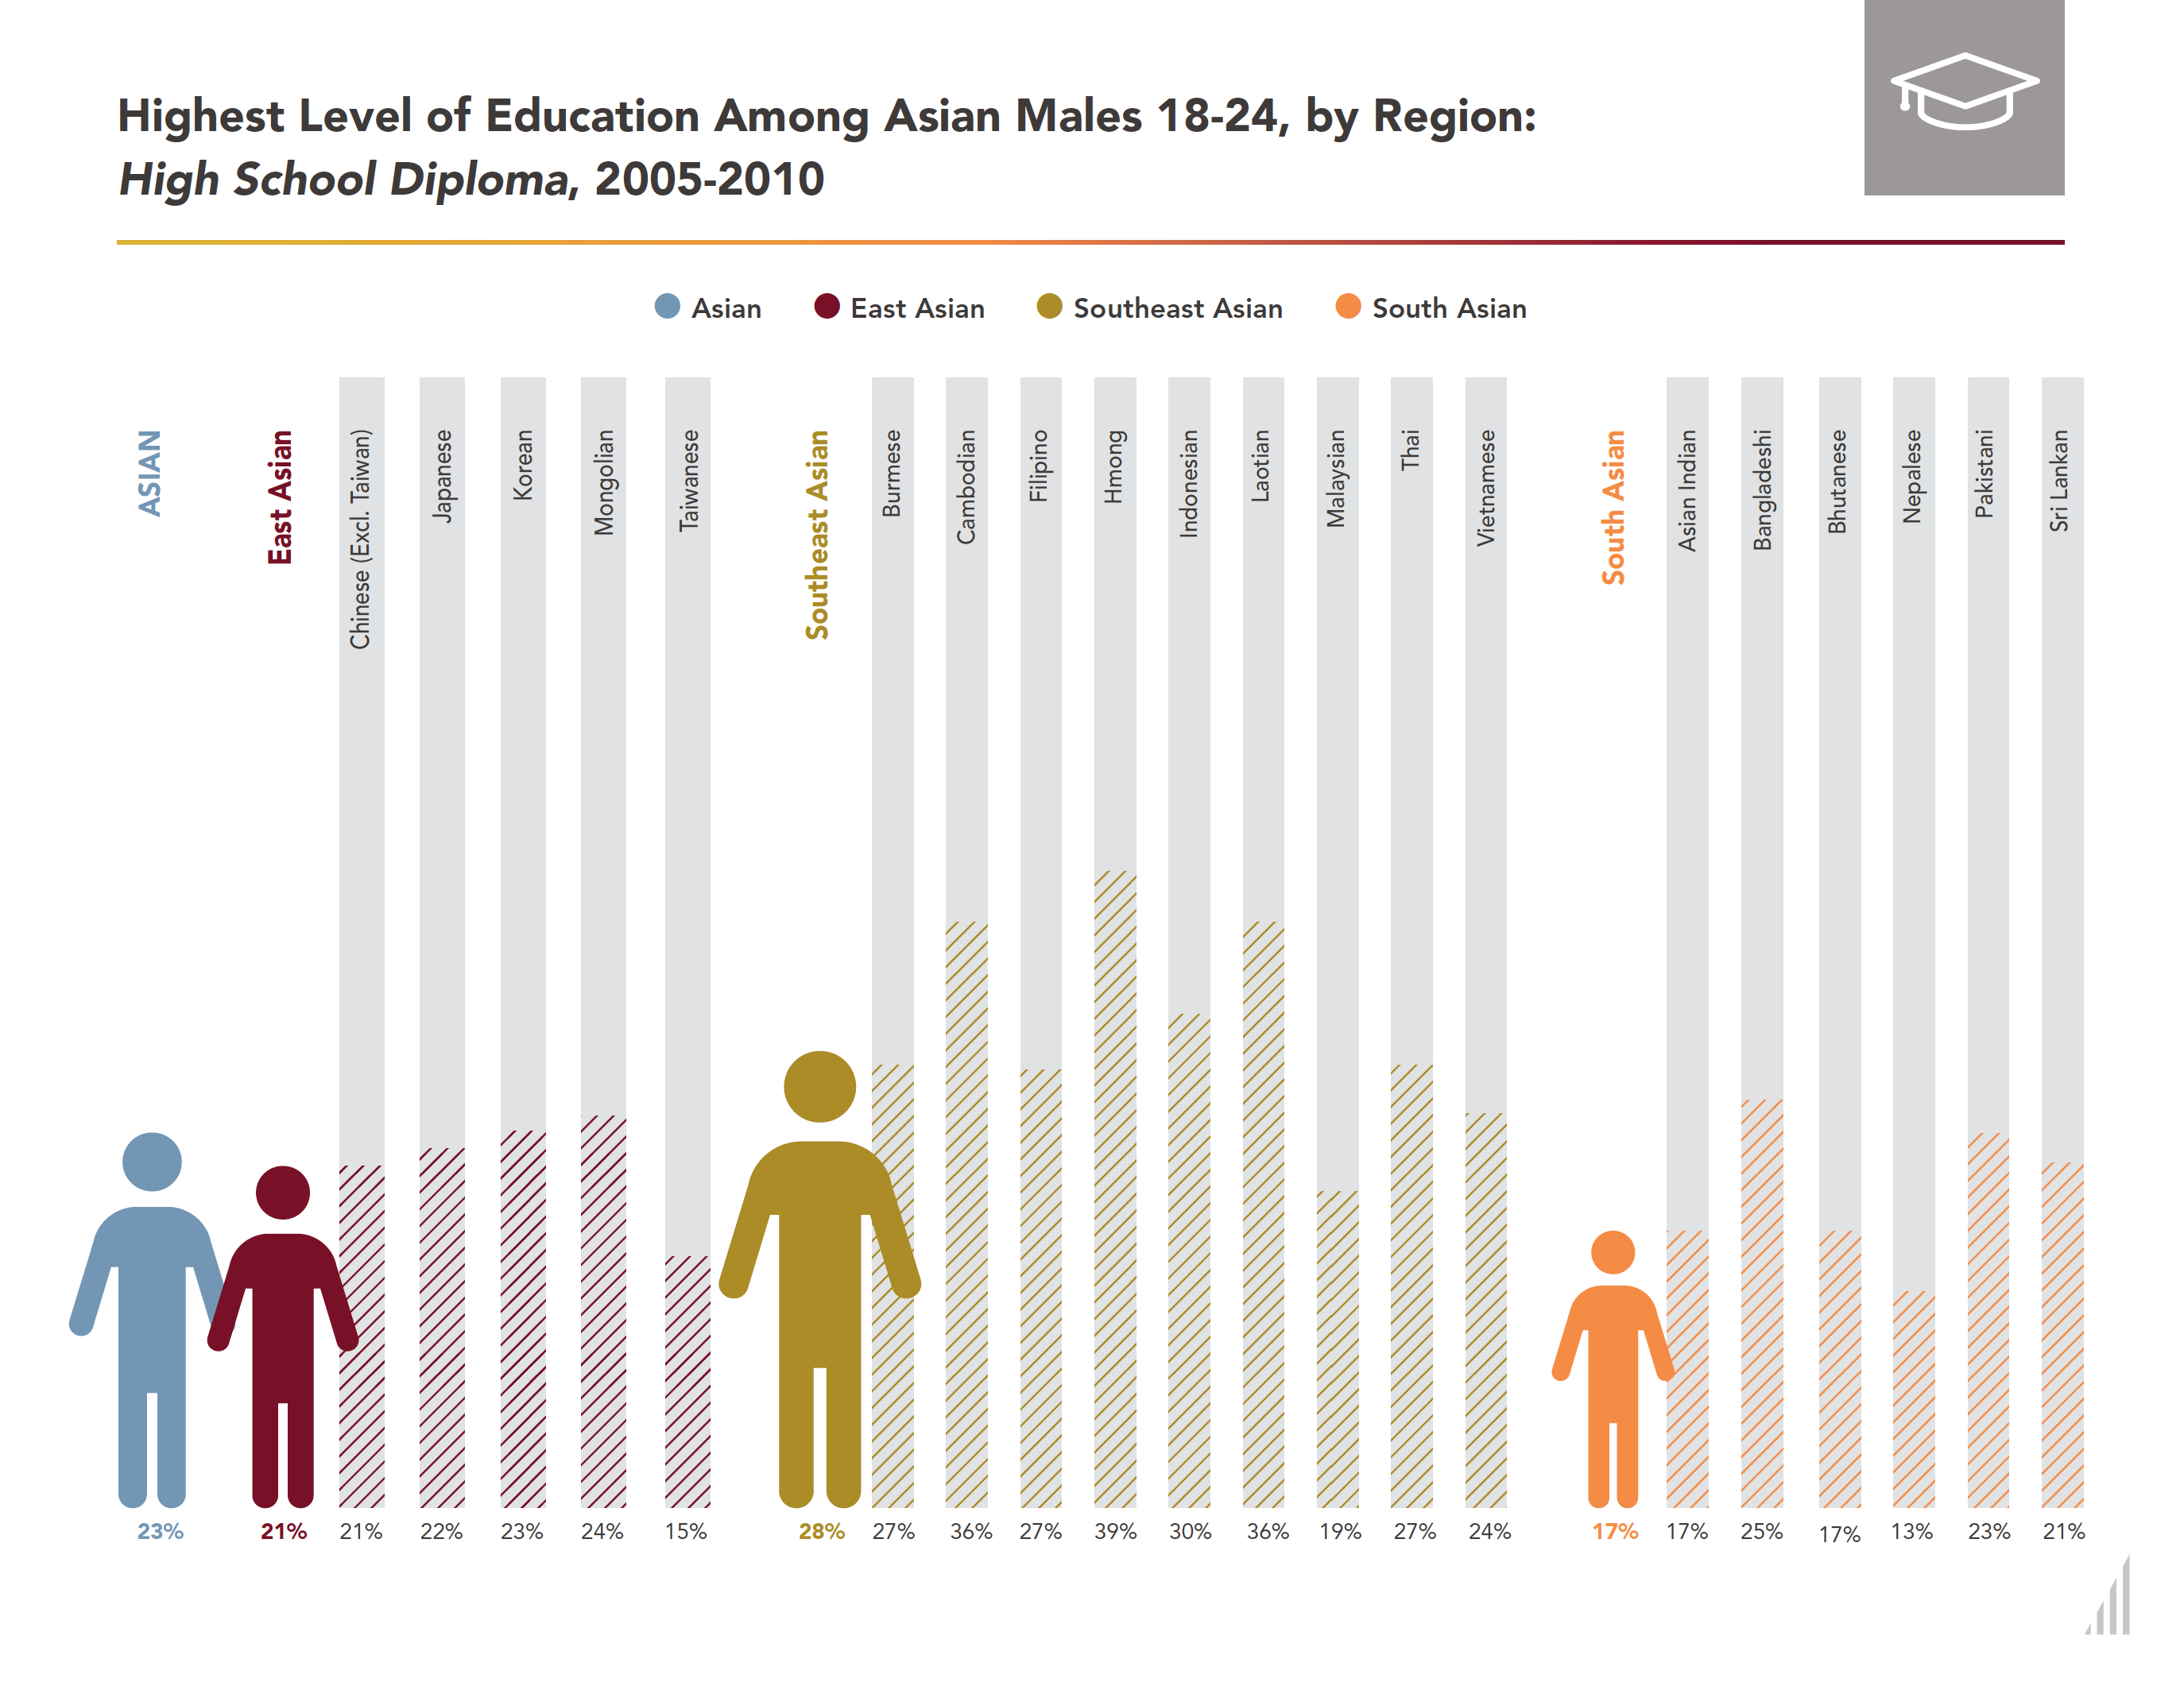 Highest Level of Education Among Asian Males 18-24, by Region:
High School Diploma, 2005-2010
Asian
East Asian
Southeast Asian
South Asian
ASIAN
East Asian
Chinese (Excl. Taiwan)
Japanese
Korean
Mongolian
Taiwanese
Southeast Asian
Burmese
Cambodian
Filipino
Hmong
Indonesian
Laotian
Malaysian
Thai
Vietnamese
South Asian
Asian Indian
Bangladeshi
Bhutanese
Nepalese
Pakistani
Sri Lankan
23% 21% 21% 22% 23% 24% 15% 28% 27% 36% 27% 39% 30% 36% 19% 27% 24% 17% 17% 25% 17% 13% 23% 21%